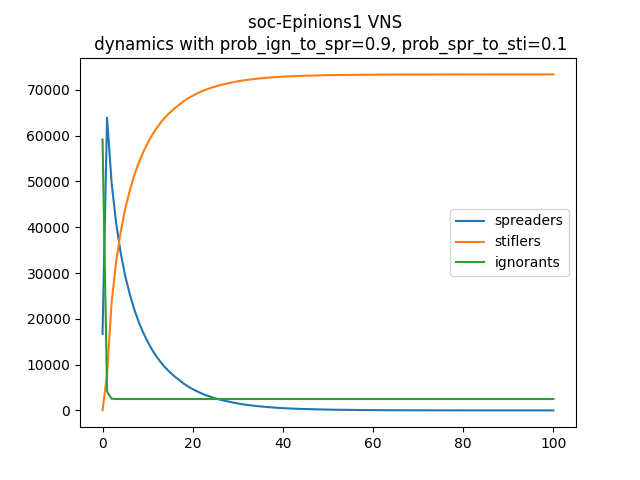 soc-Epinions1 VNS
dynamics with prob_ign_to_spr=0.9, prob_spr_to_sti=0.1
70000
60000
50000
40000
30000
20000
10000
0
spreaders
stiflers
ignorants
0 20 40 60 80 100